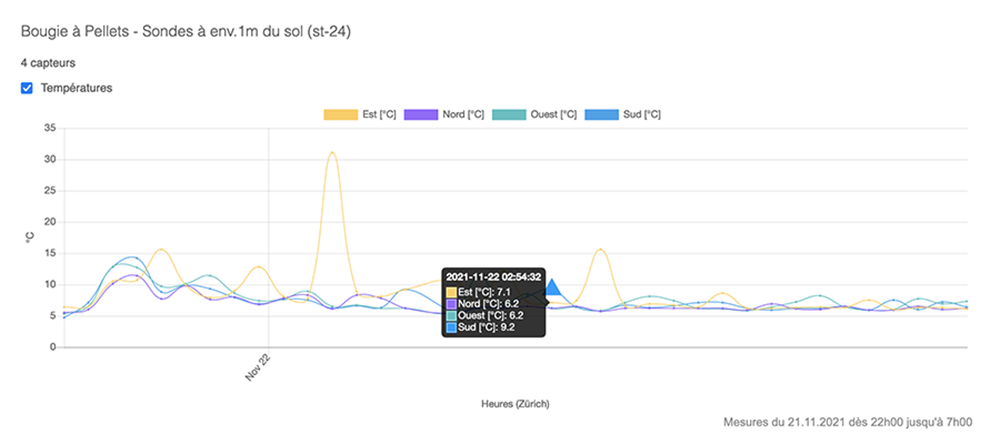 Bougie à Pellets - Sondes à env.1m du sol (st-24)
4 capteurs
Températures
Est [°C] Nord [°C] Ouest [°C] Sud [°C]
35
30
25
20
15
10
5
0
°C
2021-11-22 02:54:32
Est [°C]: 7.1
Nord [°C]: 6.2
Ouest [°C]: 6.2
Sud [°C]: 9.2
Nov 22
Heures (Zürich)
Mesures du 21.11.2021 dès 22h00 jusqu'à 7h00